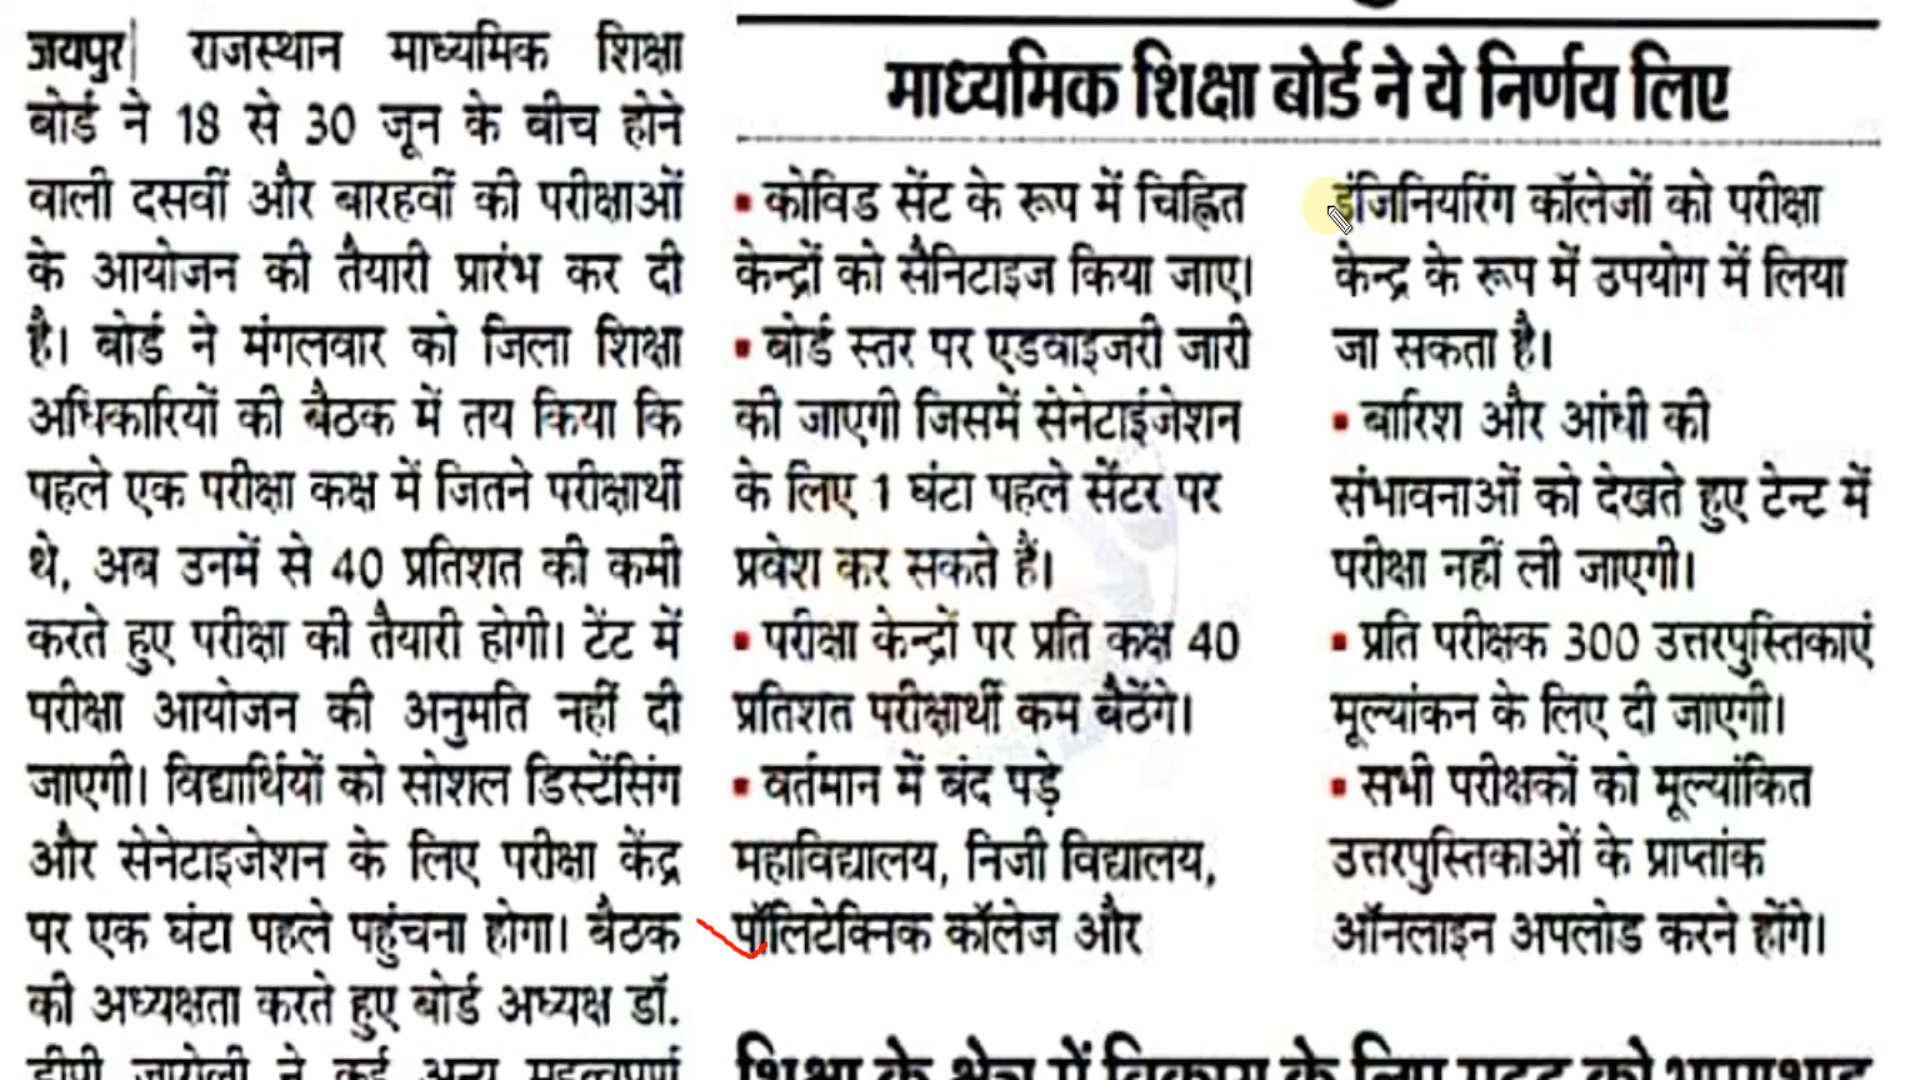 जयपुर| राजस्थान माध्यमिक शिक्षा
बोर्ड ने 18 से 30 जून के बीच होने
वाली दसवीं और बारहवीं की परीक्षाओं
के आयोजन की तैयारी प्रारंभ कर दी
है। बोर्ड ने मंगलवार को जिला शिक्षा
अधिकारियों की बैठक में तय किया कि
पहले एक परीक्षा कक्ष में जितने परीक्षार्थी
थे, अब उनमें से 40 प्रतिशत की कमी
करते हुए परीक्षा की तैयारी होगी। टेंट में
परीक्षा आयोजन की अनुमति नहीं दी
जाएगी। विद्यार्थियों को सोशल डिस्टेंसिंग
और सेनेटाइजेशन के लिए परीक्षा केंद्र
पर एक घंटा पहले पहुंचना होगा। बैठक
की अध्यक्षता करते हुए बोर्ड अध्यक्ष डॉ.
डीपी जारोली ने कई अन्य महत्वपूर्ण
माध्यमिक शिक्षा बोर्ड ने ये निर्णय लिए
▪ कोविड सेंट के रूप में चिह्नित
केन्द्रों को सैनिटाइज किया जाए।
▪ बोर्ड स्तर पर एडवाइजरी जारी
की जाएगी जिसमें सेनेटाईजेशन
के लिए 1 घंटा पहले सेंटर पर
प्रवेश कर सकते हैं।
▪ परीक्षा केन्द्रों पर प्रति कक्ष 40
प्रतिशत परीक्षार्थी कम बैठेंगे।
▪ वर्तमान में बंद पड़े
महाविद्यालय, निजी विद्यालय,
पॉलिटेक्निक कॉलेज और
इंजिनियरिंग कॉलेजों को परीक्षा
केन्द्र के रूप में उपयोग में लिया
जा सकता है।
▪ बारिश और आंधी की
संभावनाओं को देखते हुए टेन्ट में
परीक्षा नहीं ली जाएगी।
▪ प्रति परीक्षक 300 उत्तरपुस्तिकाएं
मूल्यांकन के लिए दी जाएगी।
▪ सभी परीक्षकों को मूल्यांकित
उत्तरपुस्तिकाओं के प्राप्तांक
ऑनलाइन अपलोड करने होंगे।
शिक्षा के क्षेत्र में विकास के लिए मदद को भामाशाह